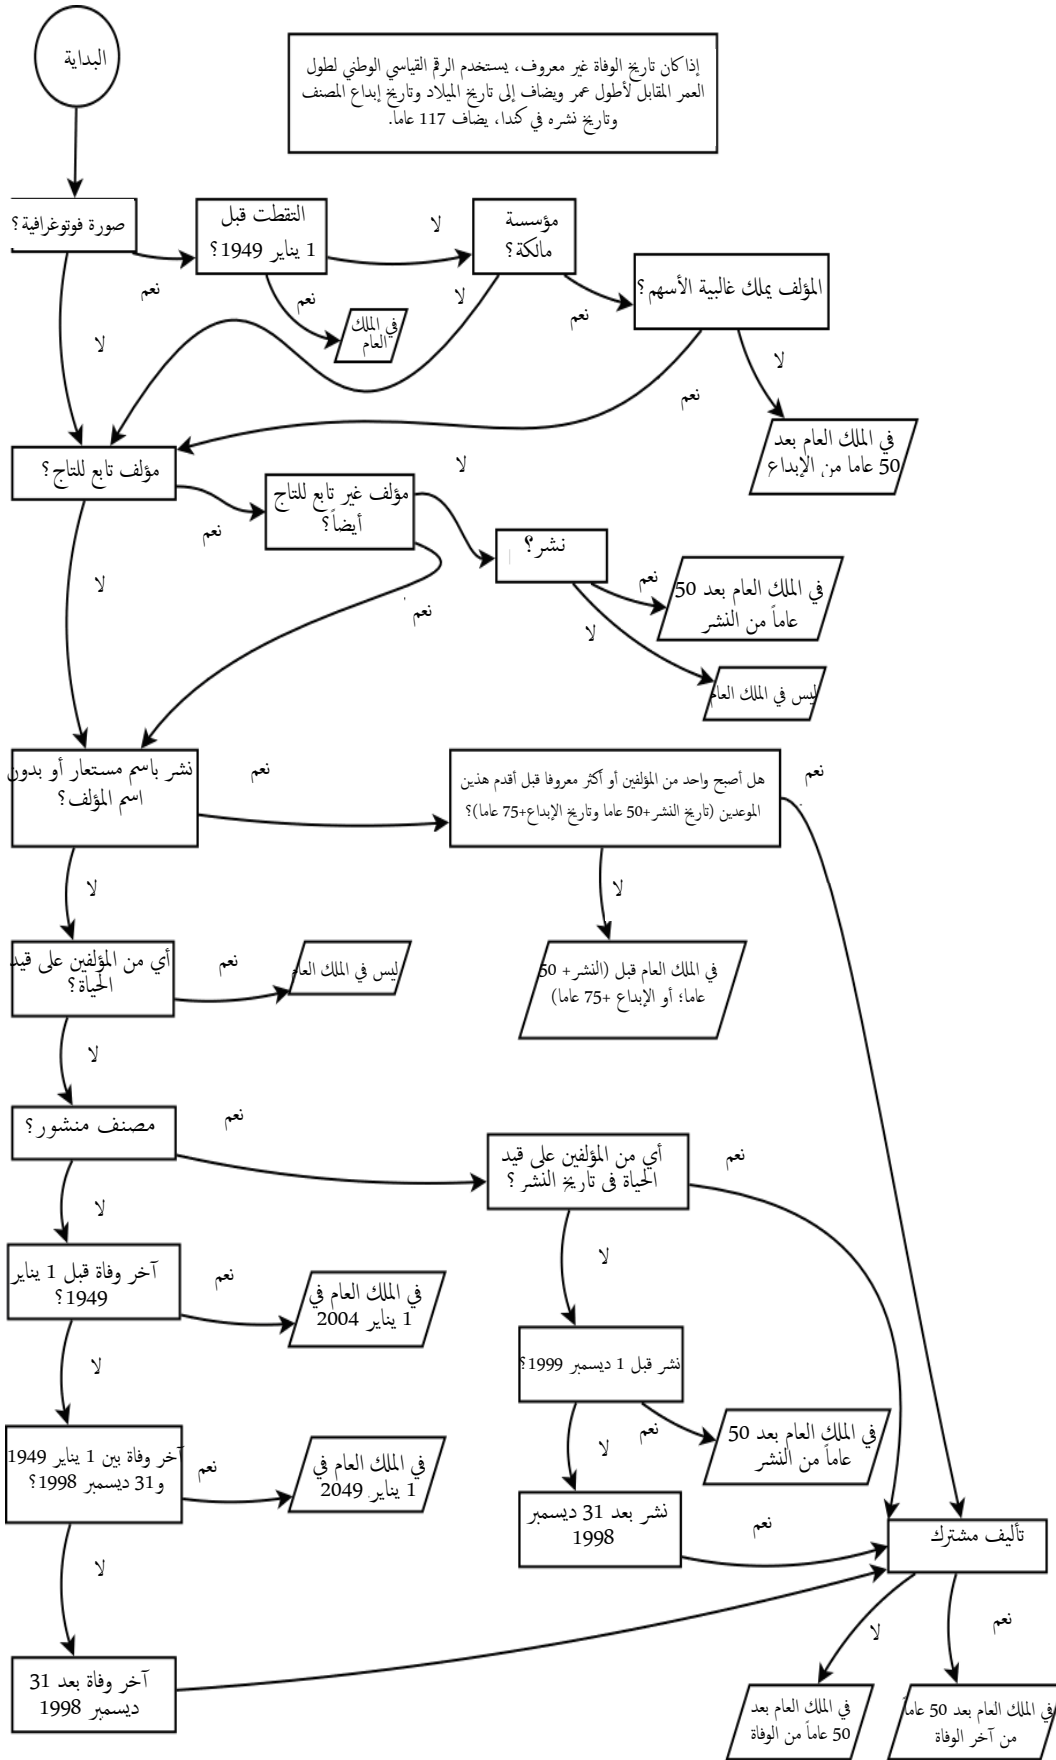 البداية
إذا كان تاريخ الوفاة غير معروف، يستخدم الرقم القياسي الوطني لطول
العمر المقابل لأطول عمر ويضاف إلى تاريخ الميلاد وتاريخ إبداع المصنف
وتاريخ نشره في كندا، يضاف 117 عاما.
صورة فوتوغرافية؟
نعم
لا
التقطت قبل
1 يناير 1949؟
لا
نعم
في الملك
العام
مؤسسة
مالكة؟
لا
نعم
المؤلف يملك غالبية الأسهم؟
لا
نعم
في الملك العام بعد
50 عاما من الإبداع
مؤلف تابع للتاج؟
نعم
لا
مؤلف غير تابع للتاج
أيضاً؟
لا
نعم
نشر؟
نعم
لا
في الملك العام بعد 50
عاماً من النشر
ليس في الملك العام
نشر باسم مستعار أو بدون
اسم المؤلف؟
نعم
لا
هل أصبح واحد من المؤلفين أو أكثر معروفا قبل أقدم هذين
الموعدين (تاريخ النشر+50 عاما وتاريخ الإبداع+75 عاما)؟
نعم
لا
في الملك العام قبل (النشر+ 50
عاما؛ أو الإبداع +75 عاما)
أي من المؤلفين على قيد
الحياة؟
نعم
ليس في الملك العام
لا
مصنف منشور؟
نعم
لا
أي من المؤلفين على قيد
الحياة فى تاريخ النشر ؟
نعم
لا
آخر وفاة قبل 1 يناير
1949؟
نعم
في الملك العام في
1 يناير 2004
لا
نشر قبل 1 ديسمبر 1999؟
نعم
لا
في الملك العام بعد 50
عاماً من النشر
آخر وفاة بين 1 يناير 1949
و31 ديسمبر 1998؟
نعم
في الملك العام في
1 يناير 2049
لا
نشر بعد 31 ديسمبر
1998
نعم
تأليف مشترك
نعم
لا
آخر وفاة بعد 31
ديسمبر 1998
في الملك العام بعد
50 عاماً من الوفاة
في الملك العام بعد 50 عاماً
من آخر الوفاة